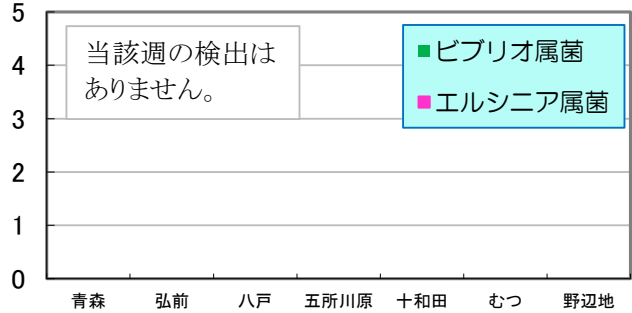 5
当該週の検出は
ありません。
ビブリオ属菌
エルシニア属菌
4
3
2
1
0
青森 弘前 八戸 五所川原 十和田 むつ 野辺地